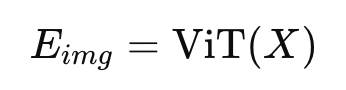 E_{img} = ViT(X)